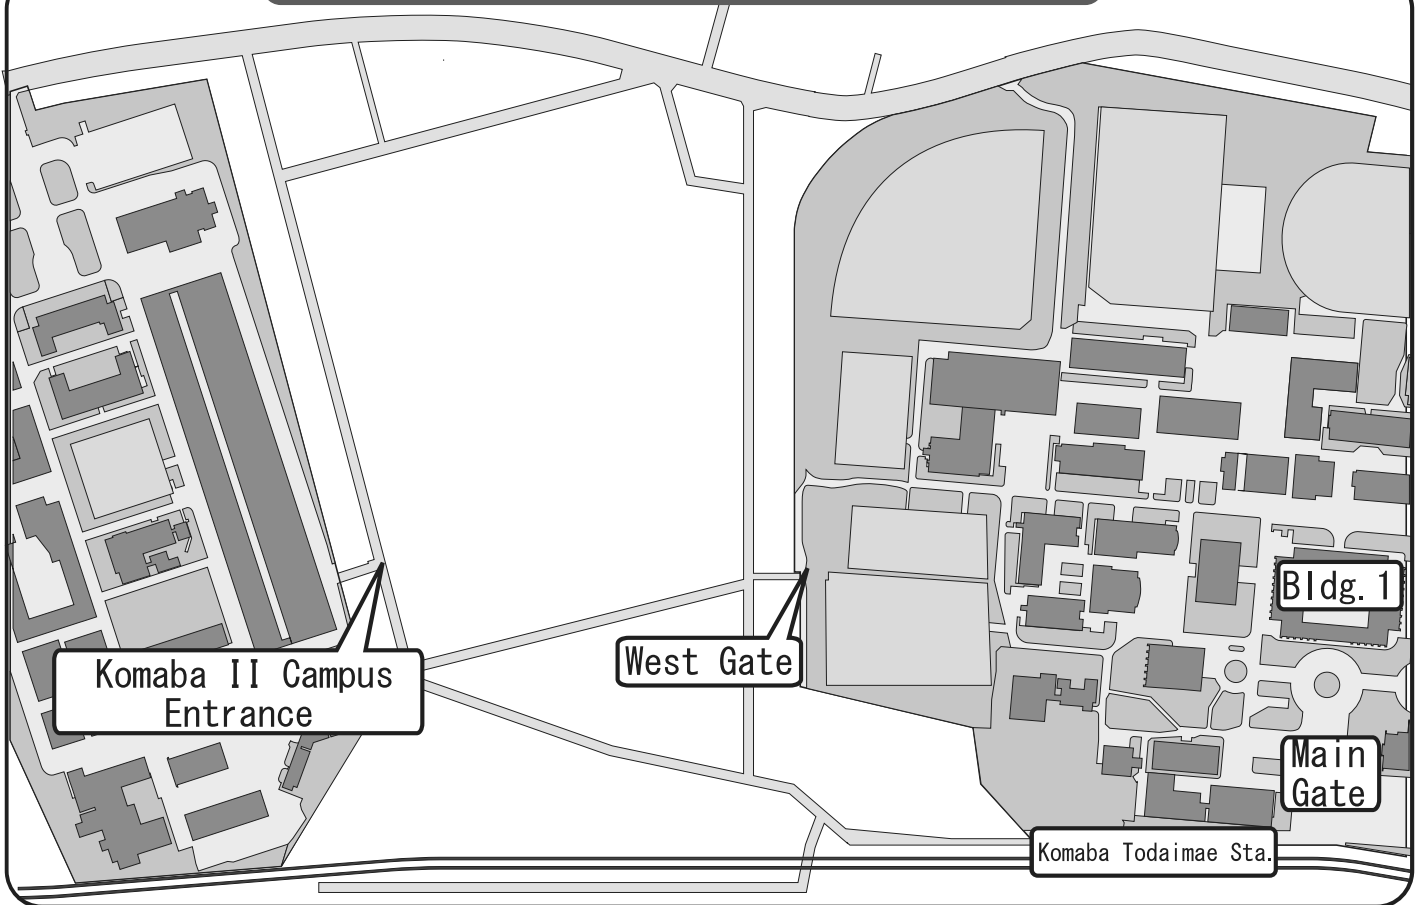 Bldg.1
West Gate
Komaba II Campus
Entrance
Main
Gate
Komaba Todaimae Sta.